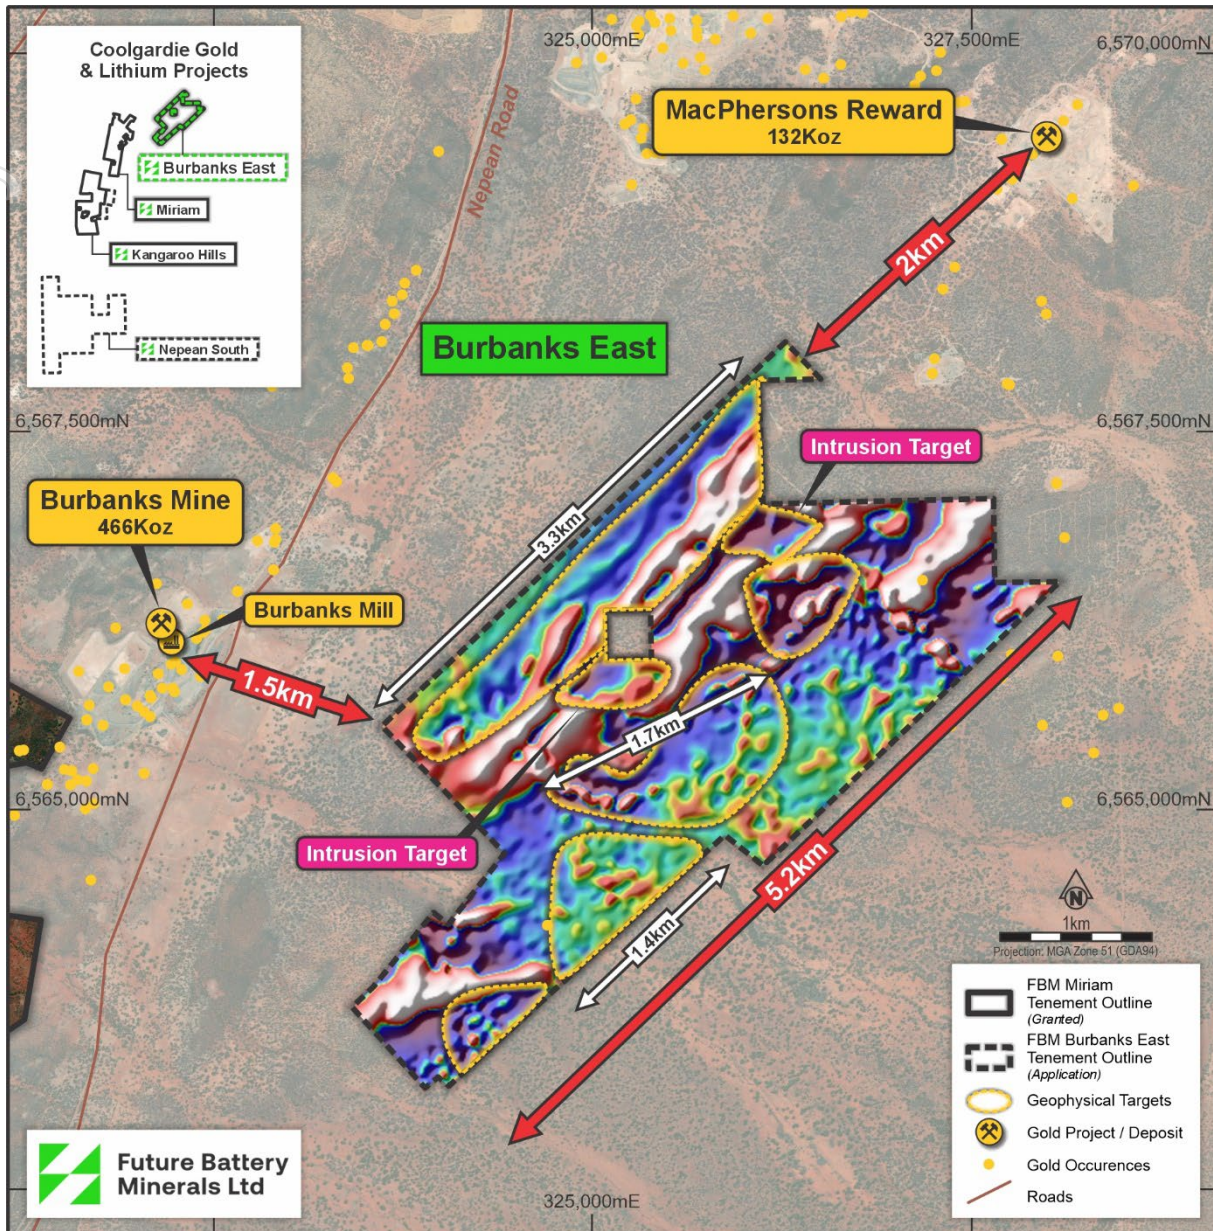 Coolgardie Gold
& Lithium Projects
Burbanks East
Miriam
Kangaroo Hills
Nepean South
325,000mE
327,500mE
6,570,000mN
Nepean Road
MacPhersons Reward
132Koz
2km
Burbanks East
6,567,500mN
6,567,500mN
Intrusion Target
Burbanks Mine
466Koz
3.3km
Burbanks Mill
1.5km
1.7km
6,565,000mN
6,565,000mN
Intrusion Target
5.2km
1.4km
N
1km
Projection: MGA Zone 51 (GDA94)
FBM Miriam
Tenement Outline
(Granted)
FBM Burbanks East
Tenement Outline
(Application)
Geophysical Targets
Gold Project / Deposit
Gold Occurences
Roads
Future Battery
Minerals Ltd
325,000mE